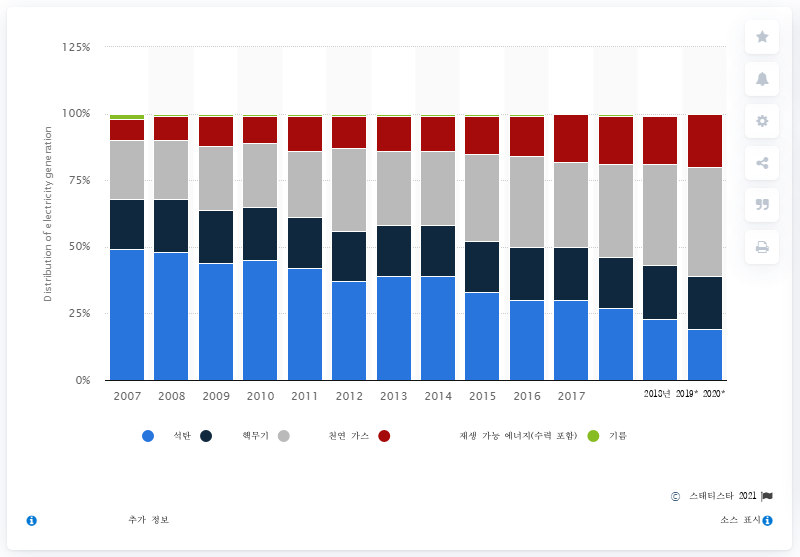 125%
100%
75%
50%
25%
0%
Distribution of electricity generation
2007 2008 2009 2010 2011 2012 2013 2014 2015 2016 2017 2018년 2019* 2020*
석탄 핵무기 천연 가스 재생 가능 에너지(수력 포함) 기름
© 스태티스타 2021
추가 정보 소스 표시